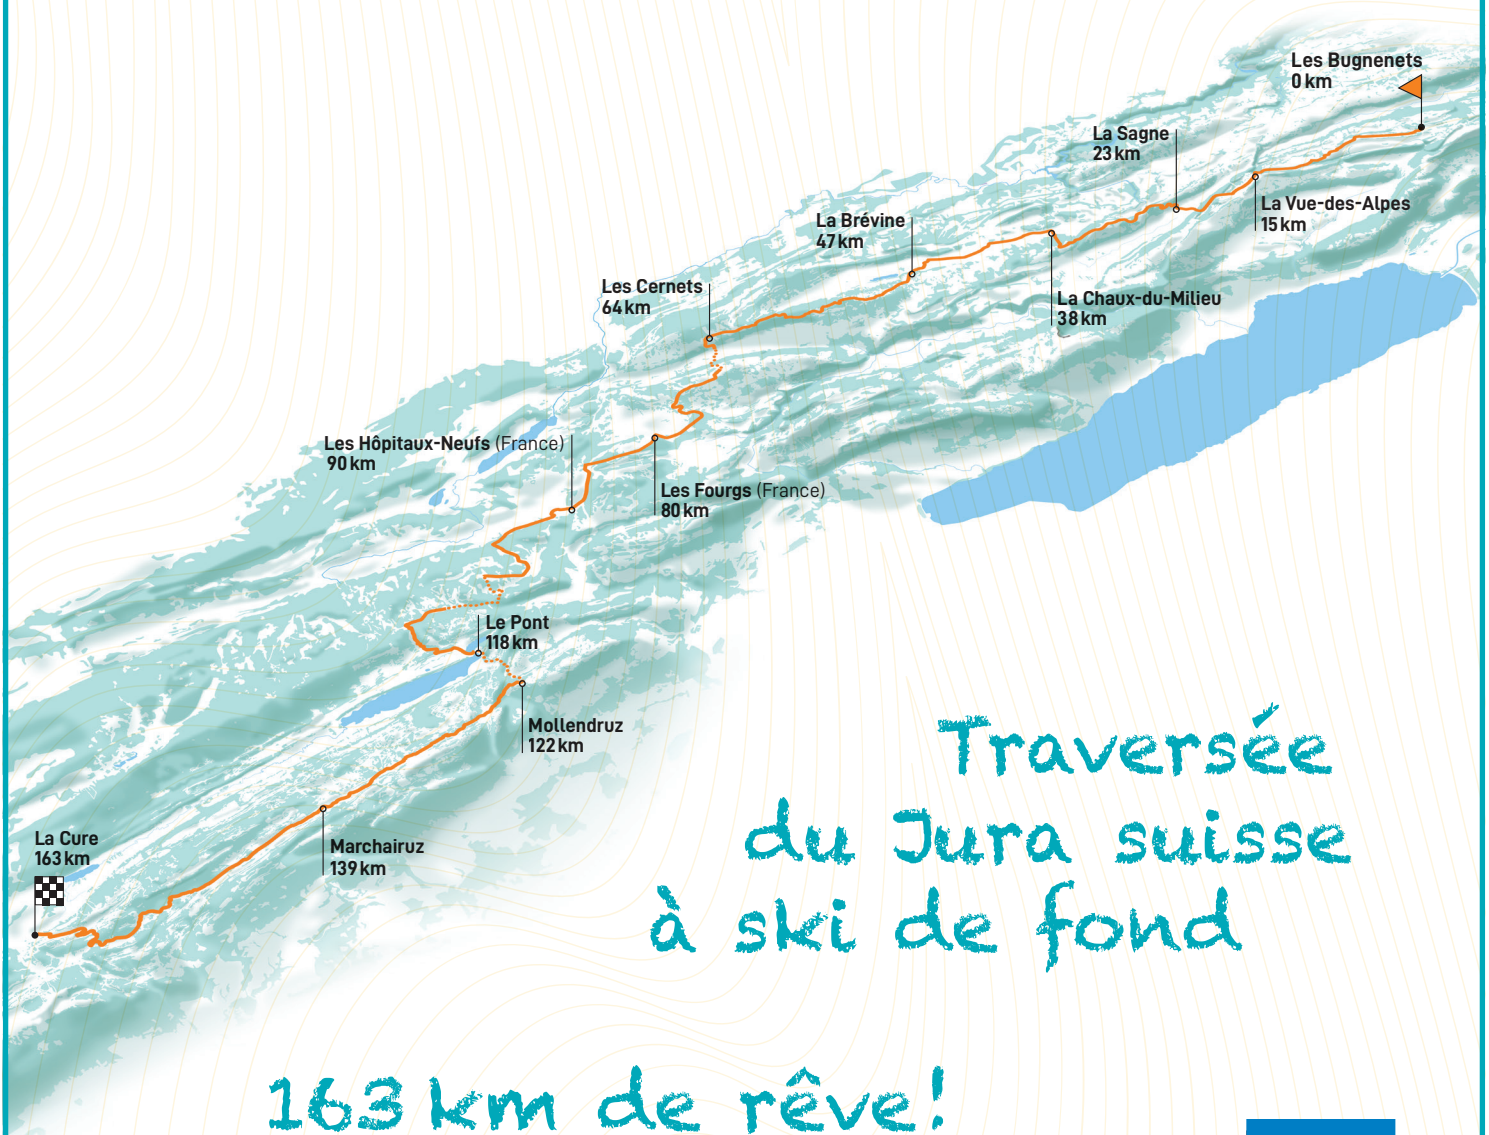 Les Bugnenets
0 km
La Sagne
23 km
La Vue-des-Alpes
15 km
La Brévine
47 km
Les Cernets
64 km
La Chaux-du-Milieu
38 km
Les Hôpitaux-Neufs (France)
90 km
Les Fourgs (France)
80 km
Le Pont
118 km
Mollendruz
122 km
La Cure
163 km
Marchairuz
139 km
Traversée
du Jura suisse
à ski de fond
163 km de rêve!